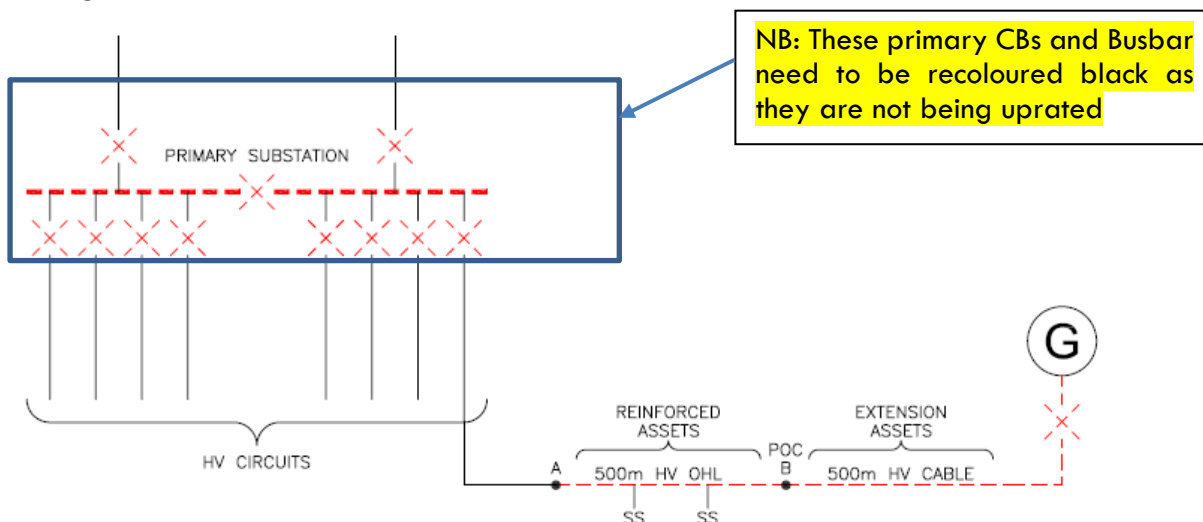 NB: These primary CBs and Busbar
need to be recoloured black as
they are not being uprated
PRIMARY SUBSTATION
G
REINFORCED
ASSETS
EXTENSION
ASSETS
HV CIRCUITS
A
500m HV OHL
POC
B
500m HV CABLE
SS
SS